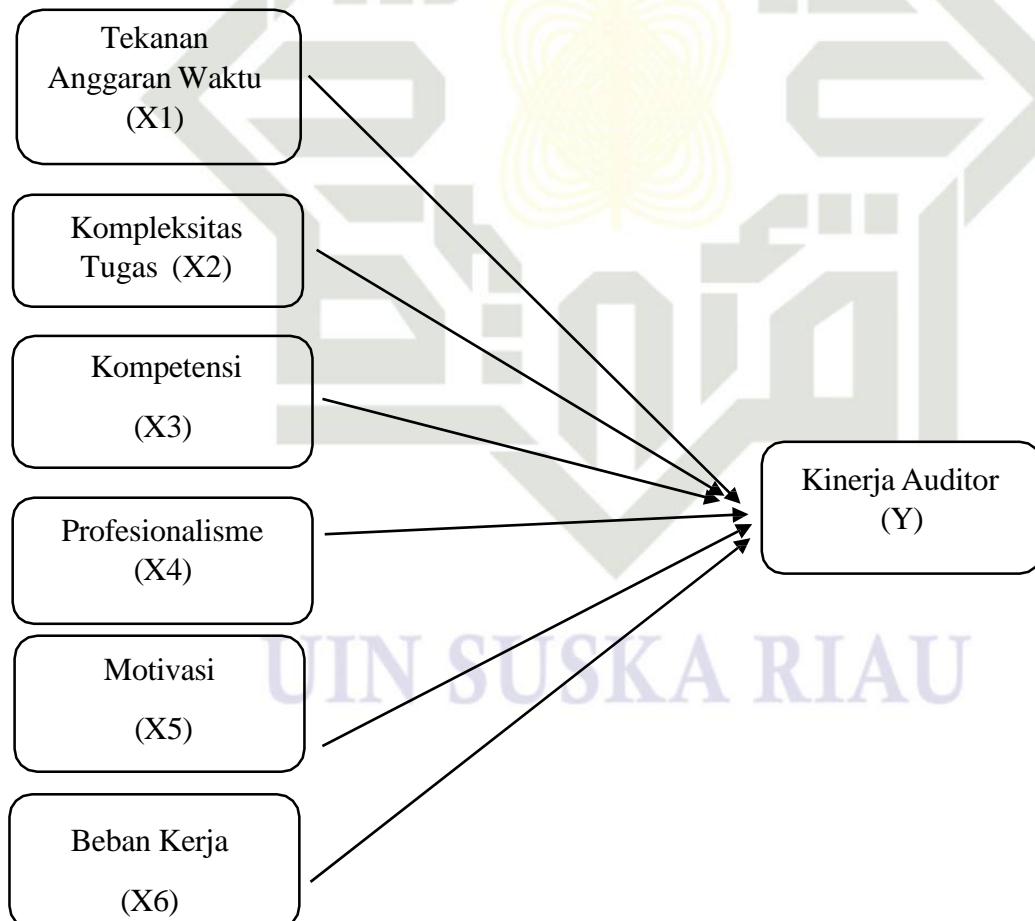 Tekanan
Anggaran Waktu
(X1)
Kompleksitas
Tugas (X2)
Kompetensi
(X3)
Profesionalisme
(X4)
Motivasi
(X5)
Beban Kerja
(X6)
Kinerja Auditor
(Y)
UIN SUSKA RIAU